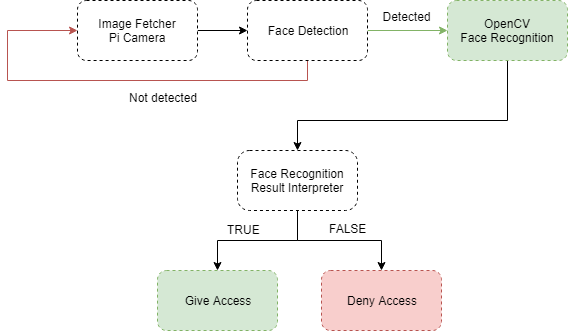 Image Fetcher
Pi Camera
Face Detection
Detected
OpenCV
Face Recognition
Not detected
Face Recognition
Result Interpreter
TRUE
FALSE
Give Access
Deny Access